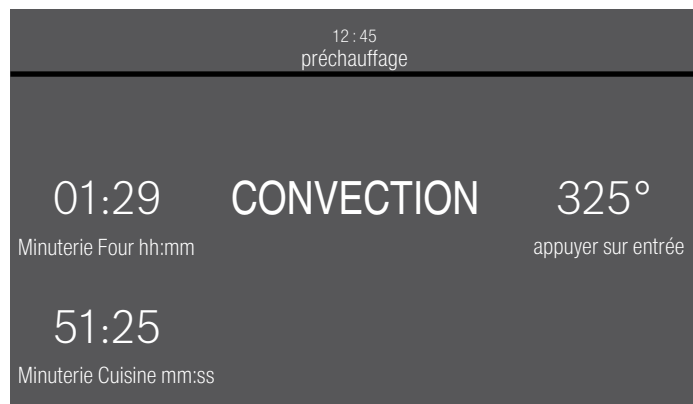 12:45
préchauffage
01:29 CONVECTION 325°
Minuterie Four hh:mm appuyer sur entrée
51:25
Minuterie Cuisine mm:ss